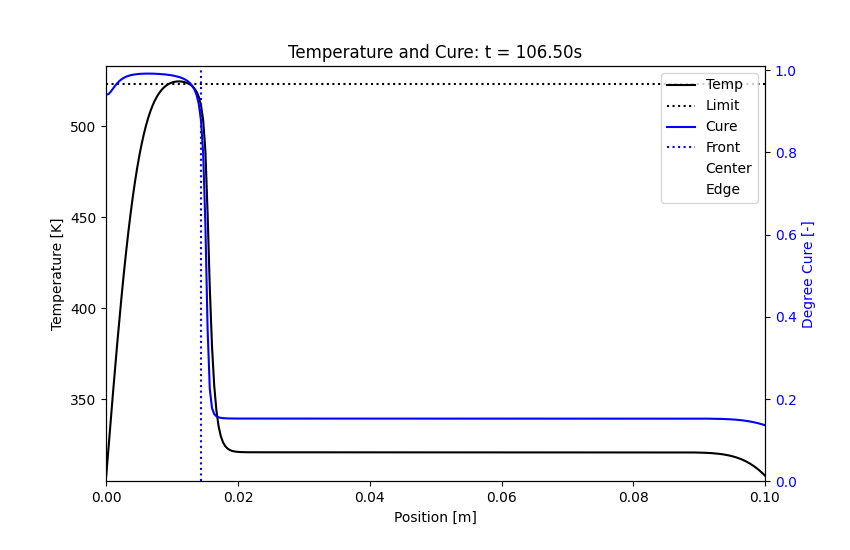 Temperature and Cure: t = 106.50s
Temperature [K]
500
450
400
350
Temp
Limit
Cure
Front
Center
Edge
1.0
0.8
0.6
0.4
0.2
0.0
Degree Cure [-]
0.00
0.02
0.04
0.06
0.08
0.10
Position [m]